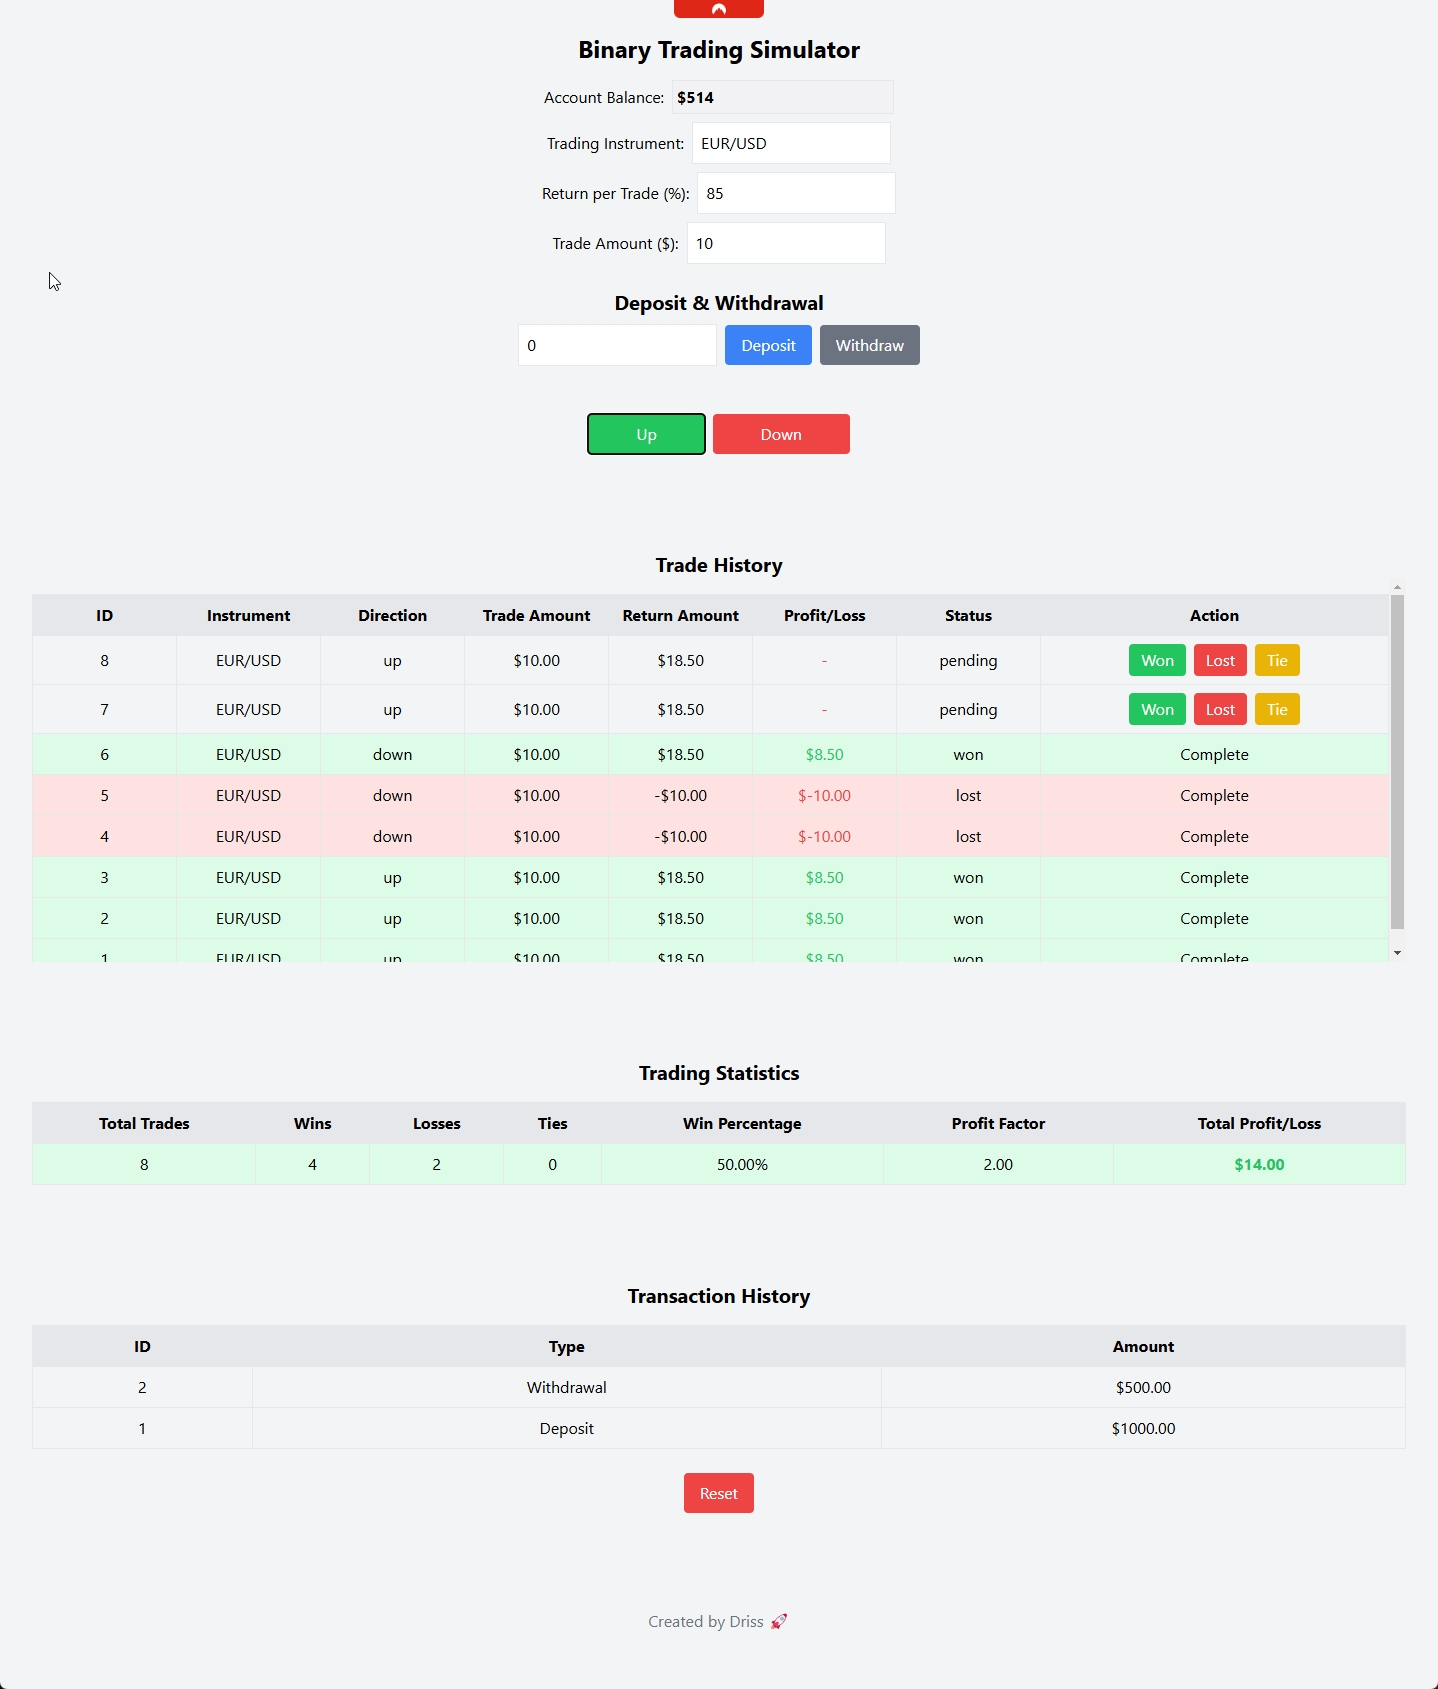 Binary Trading Simulator
Account Balance: $514
Trading Instrument: EUR/USD
Return per Trade (%): 85
Trade Amount ($): 10
Deposit & Withdrawal
0 Deposit Withdraw
Up Down
Trade History
ID Instrument Direction Trade Amount Return Amount Profit/Loss Status Action
8 EUR/USD up $10.00 $18.50 - pending Won Lost Tie
7 EUR/USD up $10.00 $18.50 - pending Won Lost Tie
6 EUR/USD down $10.00 $18.50 $8.50 won Complete
5 EUR/USD down $10.00 -$10.00 $-10.00 lost Complete
4 EUR/USD down $10.00 -$10.00 $-10.00 lost Complete
3 EUR/USD up $10.00 $18.50 $8.50 won Complete
2 EUR/USD up $10.00 $18.50 $8.50 won Complete
1 EUR/USD up $10.00 $18.50 $8.50 won Complete
Trading Statistics
Total Trades Wins Losses Ties Win Percentage Profit Factor Total Profit/Loss
8 4 2 0 50.00% 2.00 $14.00
Transaction History
ID Type Amount
2 Withdrawal $500.00
1 Deposit $1000.00
Reset
Created by Driss 🚀